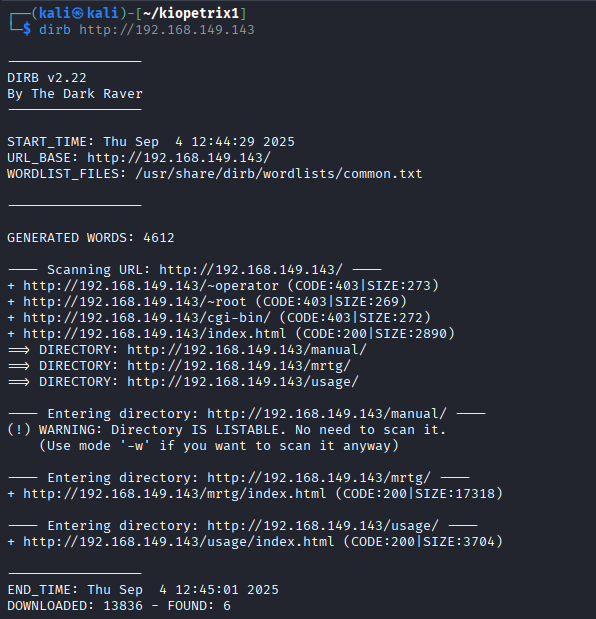 ┌──(kali㉿kali)-[~/kiopetrix1]
└─$ dirb http://192.168.149.143
-----------------
DIRB v2.22
By The Dark Raver
-----------------
START_TIME: Thu Sep  4 12:44:29 2025
URL_BASE: http://192.168.149.143/
WORDLIST_FILES: /usr/share/dirb/wordlists/common.txt
-----------------
GENERATED WORDS: 4612
---- Scanning URL: http://192.168.149.143/ ----
+ http://192.168.149.143/~operator (CODE:403|SIZE:273)
+ http://192.168.149.143/~root (CODE:403|SIZE:269)
+ http://192.168.149.143/cgi-bin/ (CODE:403|SIZE:272)
+ http://192.168.149.143/index.html (CODE:200|SIZE:2890)
==> DIRECTORY: http://192.168.149.143/manual/
==> DIRECTORY: http://192.168.149.143/mrtg/
==> DIRECTORY: http://192.168.149.143/usage/
---- Entering directory: http://192.168.149.143/manual/ ----
(!) WARNING: Directory IS LISTABLE. No need to scan it.
    (Use mode '-w' if you want to scan it anyway)
---- Entering directory: http://192.168.149.143/mrtg/ ----
+ http://192.168.149.143/mrtg/index.html (CODE:200|SIZE:17318)
---- Entering directory: http://192.168.149.143/usage/ ----
+ http://192.168.149.143/usage/index.html (CODE:200|SIZE:3704)
-----------------
END_TIME: Thu Sep  4 12:45:01 2025
DOWNLOADED: 13836 - FOUND: 6